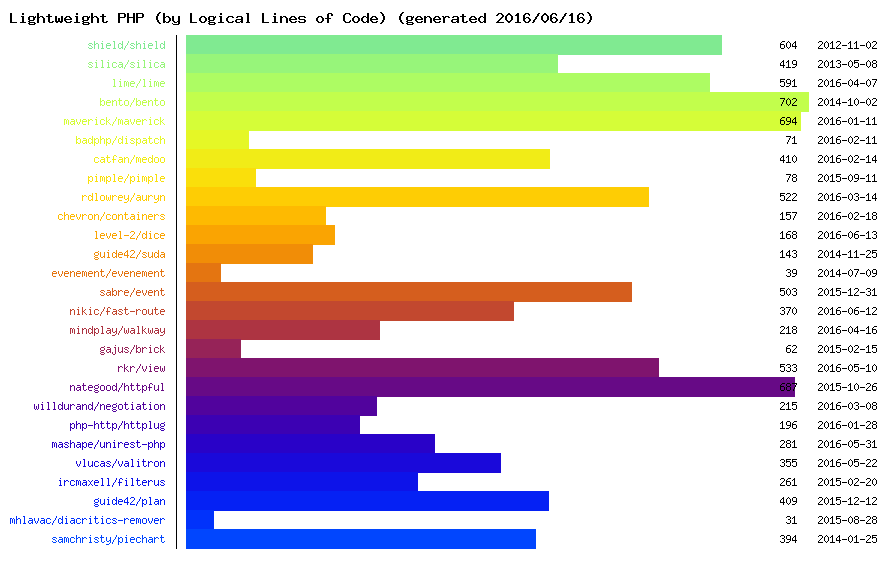 Lightweight PHP (by Logical Lines of Code) (generated 2016/06/16)
shield/shield 604 2012-11-02
silica/silica 419 2013-05-08
lime/lime 591 2016-04-07
bento/bento 702 2014-10-02
maverick/maverick 694 2016-01-11
badphp/dispatch 71 2016-02-11
catfan/medoo 410 2016-02-14
pimple/pimple 78 2015-09-11
rdlowrey/auryn 522 2016-03-14
chevron/containers 157 2016-02-18
level-2/dice 168 2016-06-13
guide42/suda 143 2014-11-25
evenement/evenement 39 2014-07-09
sabre/event 503 2015-12-31
nikic/fast-route 370 2016-06-12
mindplay/walkway 218 2016-04-16
gajus/brick 62 2015-02-15
rkr/view 533 2016-05-10
nategood/httpful 687 2015-10-26
willdurand/negotiation 215 2016-03-08
php-http/httplug 196 2016-01-28
mashape/unirest-php 281 2016-05-31
vlucas/valitron 355 2016-05-22
ircmaxell/filterus 261 2015-02-20
guide42/plan 409 2015-12-12
mhlavac/diacritics-remover 31 2015-08-28
samchristy/piechart 394 2014-01-25